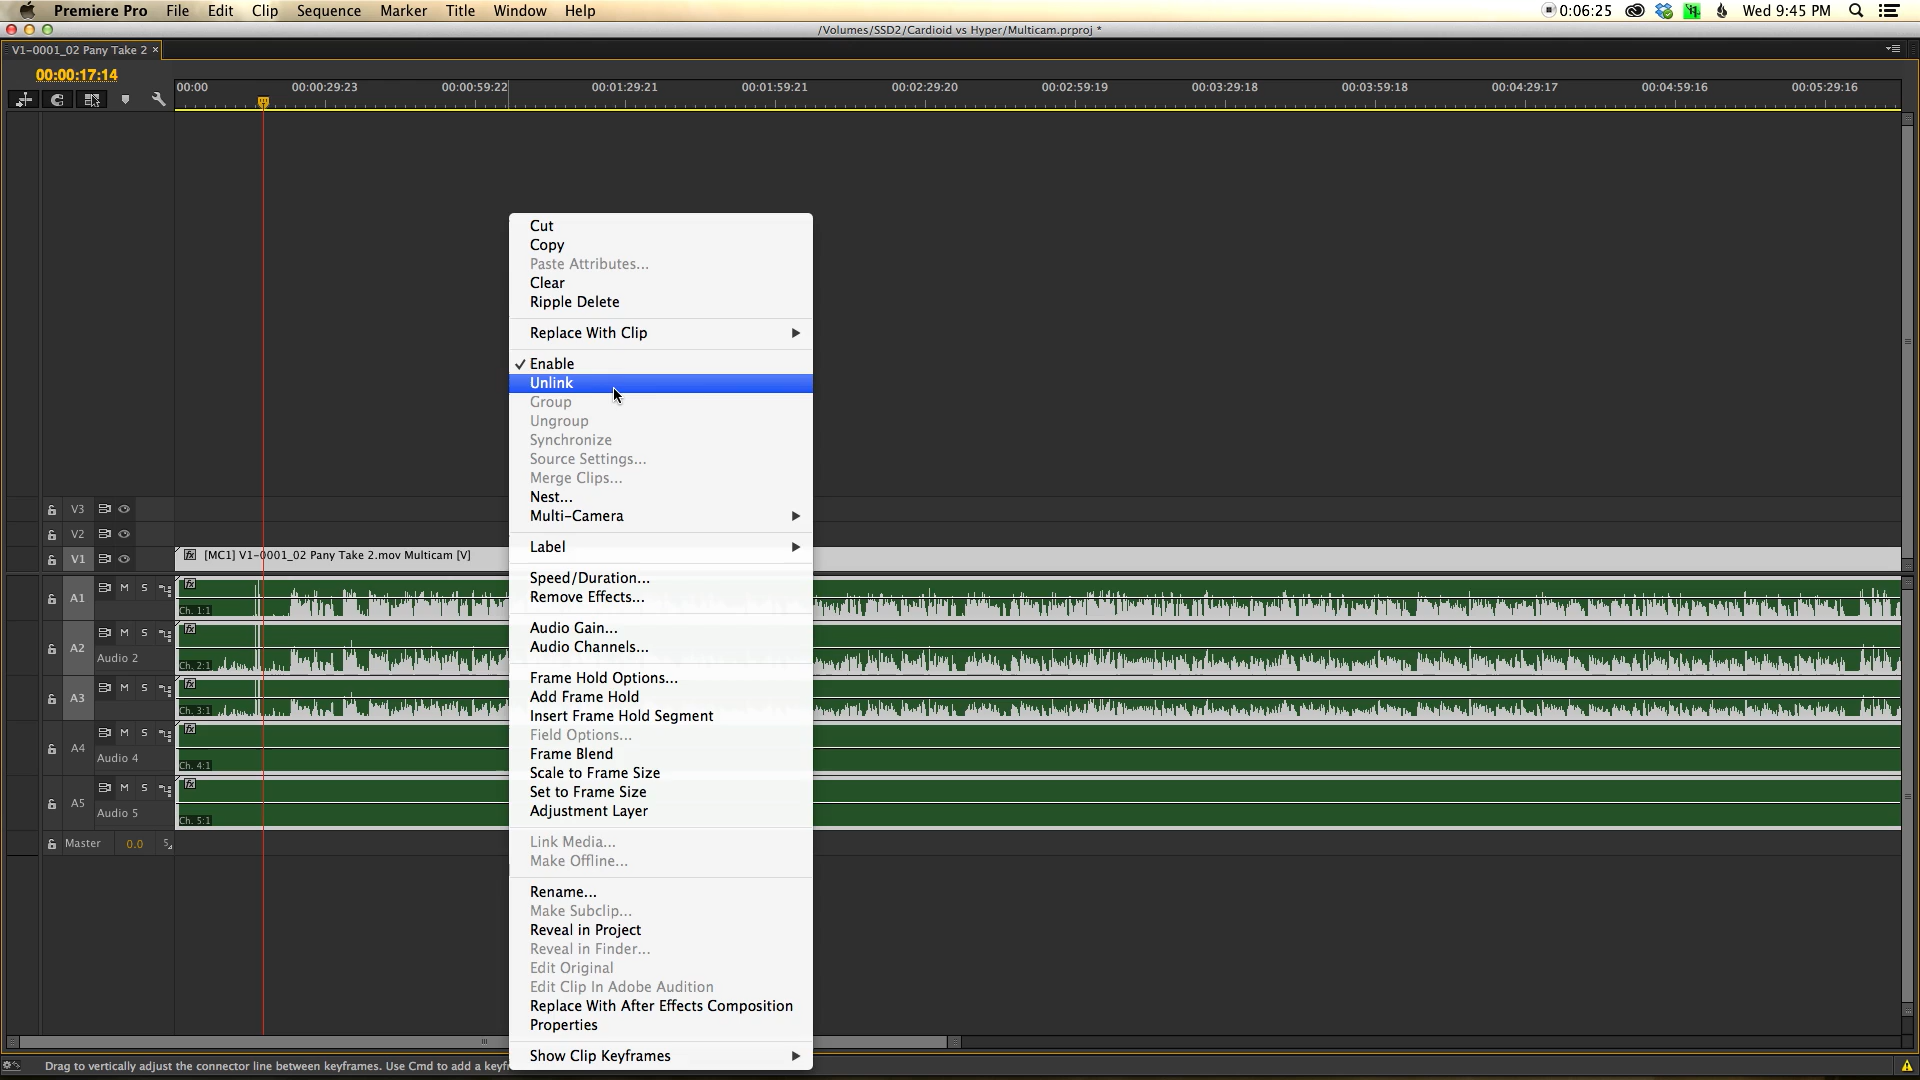 Premiere Pro File Edit Clip Sequence Marker Title Window Help 0:06:25 Wed 9:45 PM
/Volumes/SSD2/Cardioid vs Hyper/Multicam.prproj *
V1-0001_02 Pany Take 2 ×
00:00:17:14
00:00 00:00:29:23 00:00:59:22 00:01:29:21 00:01:59:21 00:02:29:20 00:02:59:19 00:03:29:18 00:03:59:18 00:04:29:17 00:04:59:16 00:05:29:16
Cut
Copy
Paste Attributes...
Clear
Ripple Delete
Replace With Clip
Enable
Unlink
Group
Ungroup
Synchronize
Source Settings...
Merge Clips...
Nest...
Multi-Camera
Label
Speed/Duration...
Remove Effects...
Audio Gain...
Audio Channels...
Frame Hold Options...
Add Frame Hold
Insert Frame Hold Segment
Field Options...
Frame Blend
Scale to Frame Size
Set to Frame Size
Adjustment Layer
Link Media...
Make Offline...
Rename...
Make Subclip...
Reveal in Project
Reveal in Finder...
Edit Original
Edit Clip In Adobe Audition
Replace With After Effects Composition
Properties
Show Clip Keyframes
V3
V2
V1 fx [MC1] V1-0001_02 Pany Take 2.mov Multicam [V]
A1 M S fx
Ch. 1:1
A2 M S fx
Audio 2 Ch. 2:1
A3 M S fx
Ch. 3:1
A4 M S fx
Audio 4 Ch. 4:1
A5 M S fx
Audio 5 Ch. 5:1
Master 0.0 5
Drag to vertically adjust the connector line between keyframes. Use Cmd to add a keyf